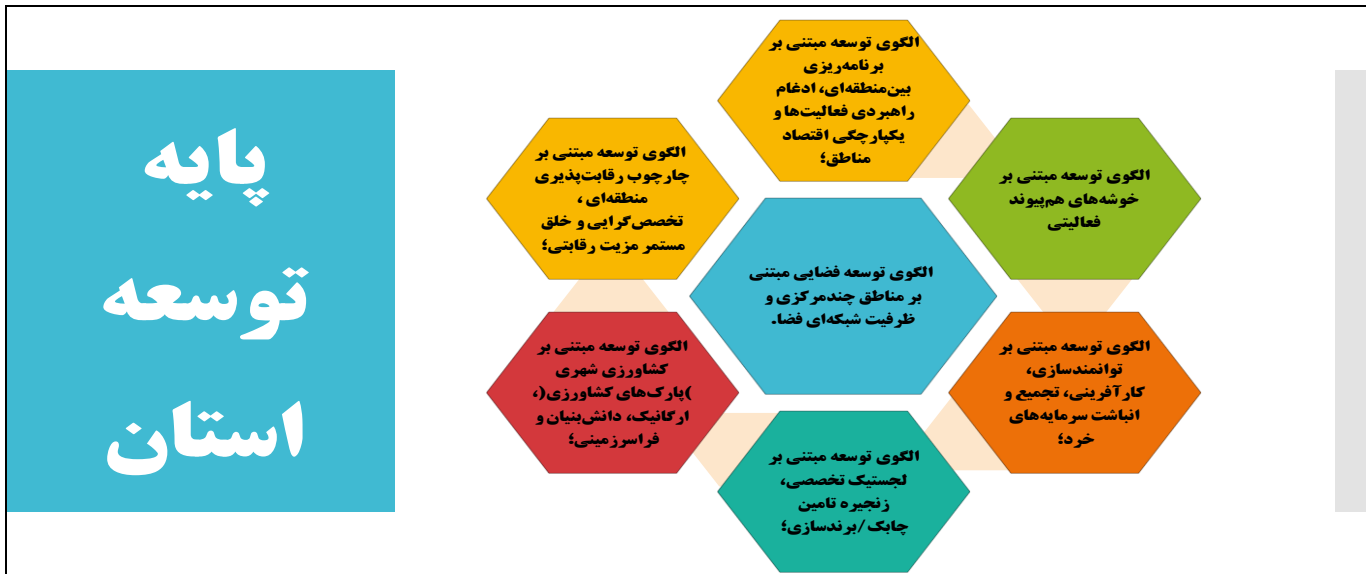 پایه
توسعه
استان
الگوی توسعه مبتنی بر
برنامه‌ریزی
بین‌منطقه‌ای، ادغام
راهبردی فعالیت‌ها و
یکپارچگی اقتصاد
مناطق؛
الگوی توسعه مبتنی بر
خوشه‌های هم‌پیوند
فعالیتی
الگوی توسعه مبتنی بر
توانمندسازی،
کارآفرینی، تجمیع و
انباشت سرمایه‌های
خرد؛
الگوی توسعه مبتنی بر
لجستیک تخصصی،
زنجیره تامین
چابک/برندسازی؛
الگوی توسعه مبتنی بر
کشاورزی شهری
)پارک‌های کشاورزی(،
ارگانیک، دانش‌بنیان و
فراسرزمینی؛
الگوی توسعه مبتنی بر
چارچوب رقابت‌پذیری
منطقه‌ای ،
تخصص‌گرایی و خلق
مستمر مزیت رقابتی؛
الگوی توسعه فضایی مبتنی
بر مناطق چندمرکزی و
ظرفیت شبکه‌ای فضا.